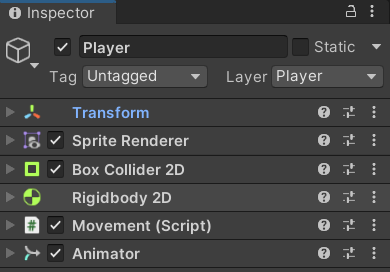 Inspector
Player Static
Tag Untagged Layer Player
Transform
Sprite Renderer
Box Collider 2D
Rigidbody 2D
Movement (Script)
Animator